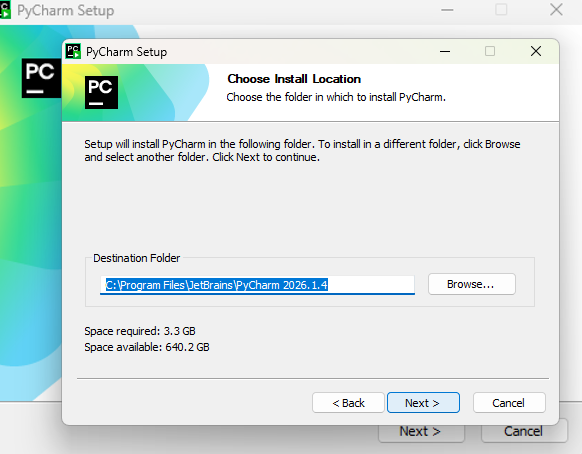 PyCharm Setup
PC
PyCharm Setup
PC
Choose Install Location
Choose the folder in which to install PyCharm.
Setup will install PyCharm in the following folder. To install in a different folder, click Browse
and select another folder. Click Next to continue.
Destination Folder
C:\Program Files\JetBrains\PyCharm 2026.1.4
Browse...
Space required: 3.3 GB
Space available: 640.2 GB
< Back
Next >
Cancel
Next >
Cancel